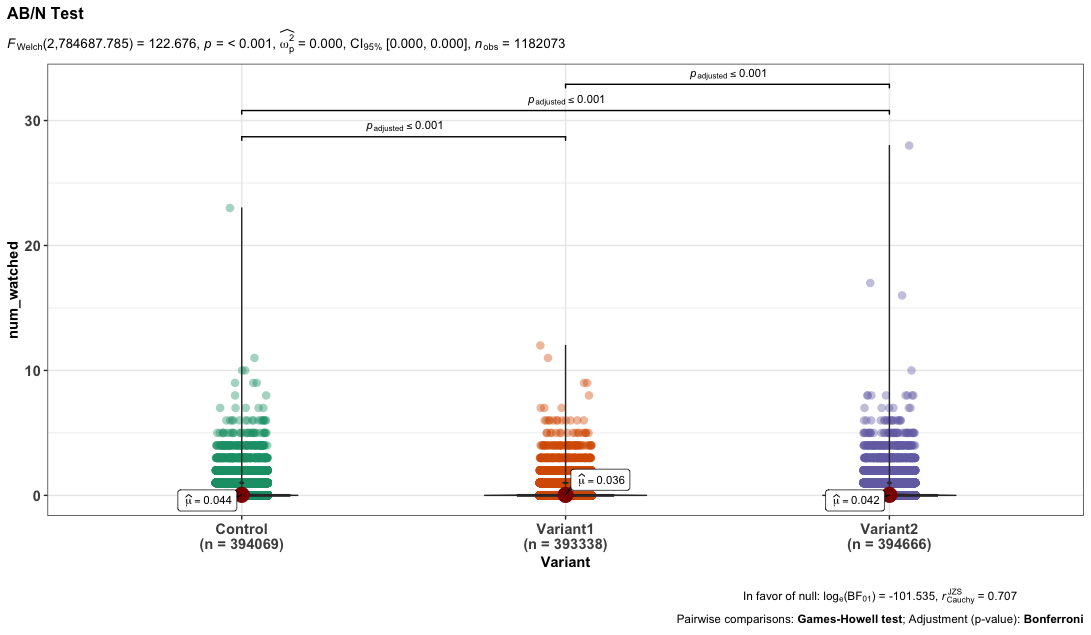 AB/N Test
F Welch(2,784687.785) = 122.676, p = < 0.001, ω̂²p = 0.000, CI95% [0.000, 0.000], nobs = 1182073
padjusted ≤ 0.001
padjusted ≤ 0.001
padjusted ≤ 0.001
30
20
10
0
num_watched
μ̂ = 0.044
μ̂ = 0.036
μ̂ = 0.042
Control
(n = 394069)
Variant1
(n = 393338)
Variant2
(n = 394666)
Variant
In favor of null: loge(BF01) = -101.535, r JZS Cauchy = 0.707
Pairwise comparisons: Games-Howell test; Adjustment (p-value): Bonferroni